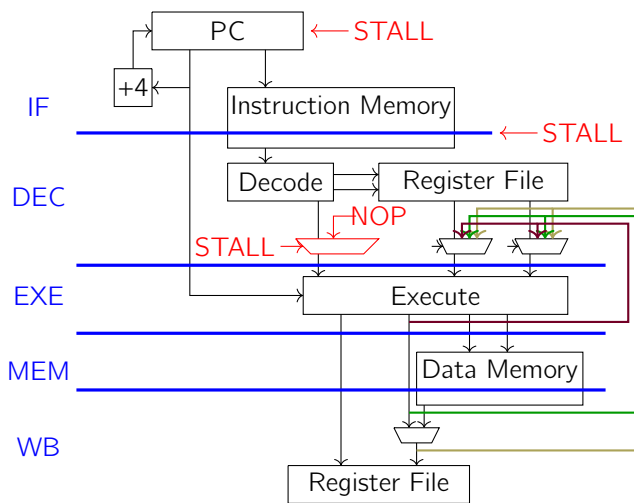 PC
STALL
+4
IF
Instruction Memory
STALL
DEC
Decode
Register File
NOP
STALL
EXE
Execute
MEM
Data Memory
WB
Register File